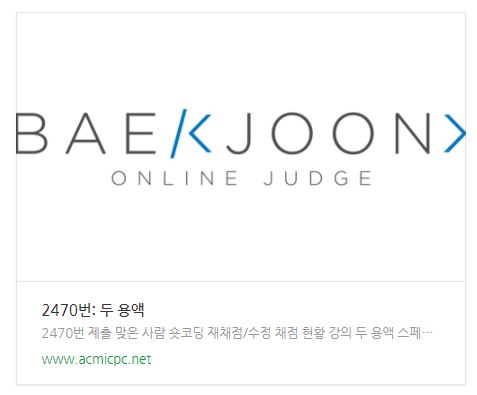 BAEKJOON
ONLINE JUDGE
2470번: 두 용액
2470번 제출 맞은 사람 숏코딩 재채점/수정 채점 현황 강의 두 용액 스페…
www.acmicpc.net